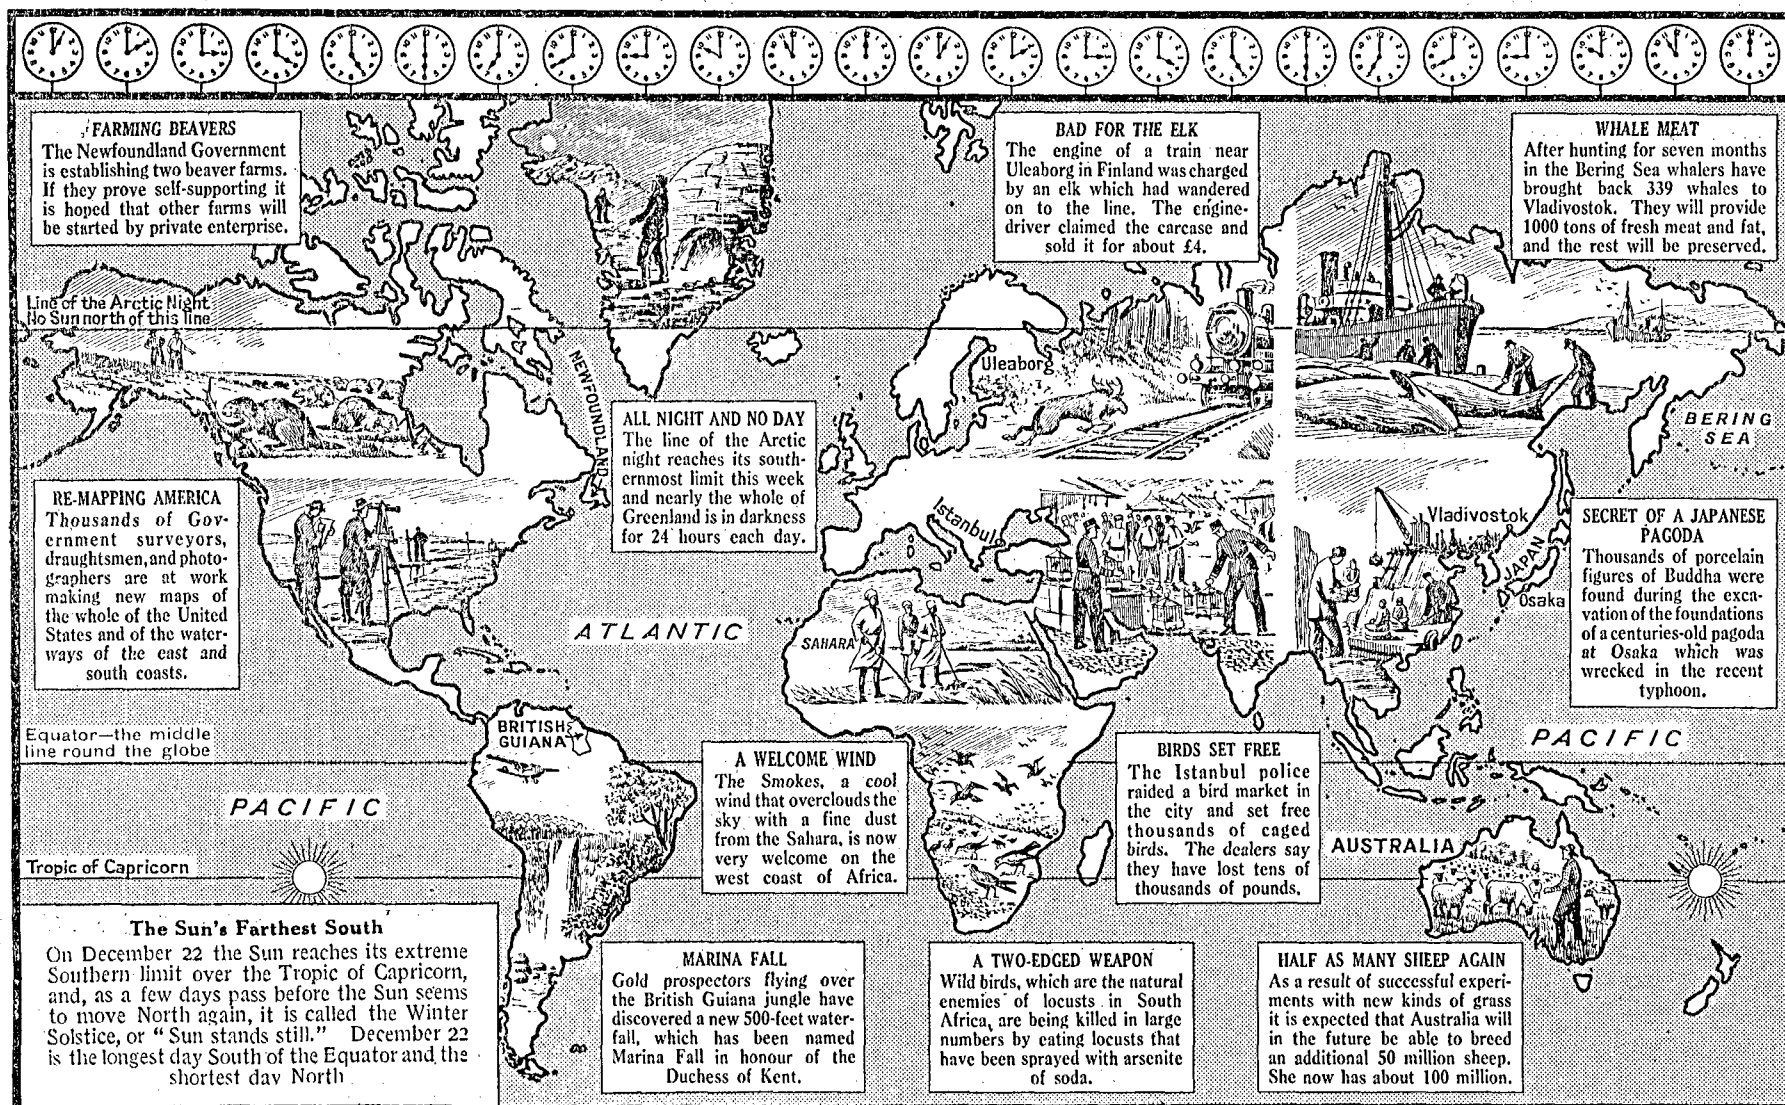 FARMING BEAVERS
The Newfoundland Government
is establishing two beaver farms.
If they prove self-supporting it
is hoped that other farms will
be started by private enterprise.
BAD FOR THE ELK
The engine of a train near
Uleaborg in Finland was charged
by an elk which had wandered
on to the line. The engine-
driver claimed the carcase and
sold it for about £4.
WHALE MEAT
After hunting for seven months
in the Bering Sea whalers have
brought back 339 whales to
Vladivostok. They will provide
1000 tons of fresh meat and fat,
and the rest will be preserved.
Line of the Arctic Night
No Sun north of this line
NEWFOUNDLAND
Uleaborg
BERING
SEA
ALL NIGHT AND NO DAY
The line of the Arctic
night reaches its south-
ernmost limit this week
and nearly the whole of
Greenland is in darkness
for 24 hours each day.
RE-MAPPING AMERICA
Thousands of Gov-
ernment surveyors,
draughtsmen, and photo-
graphers are at work
making new maps of
the whole of the United
States and of the water-
ways of the east and
south coasts.
Istanbul
Vladivostok
JAPAN
Osaka
SECRET OF A JAPANESE
PAGODA
Thousands of porcelain
figures of Buddha were
found during the exca-
vation of the foundations
of a centuries-old pagoda
at Osaka which was
wrecked in the recent
typhoon.
ATLANTIC
SAHARA
Equator—the middle
line round the globe
BRITISH
GUIANA
PACIFIC
PACIFIC
A WELCOME WIND
The Smokes, a cool
wind that overclouds the
sky with a fine dust
from the Sahara, is now
very welcome on the
west coast of Africa.
BIRDS SET FREE
The Istanbul police
raided a bird market in
the city and set free
thousands of caged
birds. The dealers say
they have lost tens of
thousands of pounds.
AUSTRALIA
Tropic of Capricorn
The Sun's Farthest South
On December 22 the Sun reaches its extreme
Southern limit over the Tropic of Capricorn,
and, as a few days pass before the Sun seems
to move North again, it is called the Winter
Solstice, or "Sun stands still." December 22
is the longest day South of the Equator and the
shortest day North
MARINA FALL
Gold prospectors flying over
the British Guiana jungle have
discovered a new 500-feet water-
fall, which has been named
Marina Fall in honour of the
Duchess of Kent.
A TWO-EDGED WEAPON
Wild birds, which are the natural
enemies of locusts in South
Africa, are being killed in large
numbers by eating locusts that
have been sprayed with arsenite
of soda.
HALF AS MANY SHEEP AGAIN
As a result of successful experi-
ments with new kinds of grass
it is expected that Australia will
in the future be able to breed
an additional 50 million sheep.
She now has about 100 million.